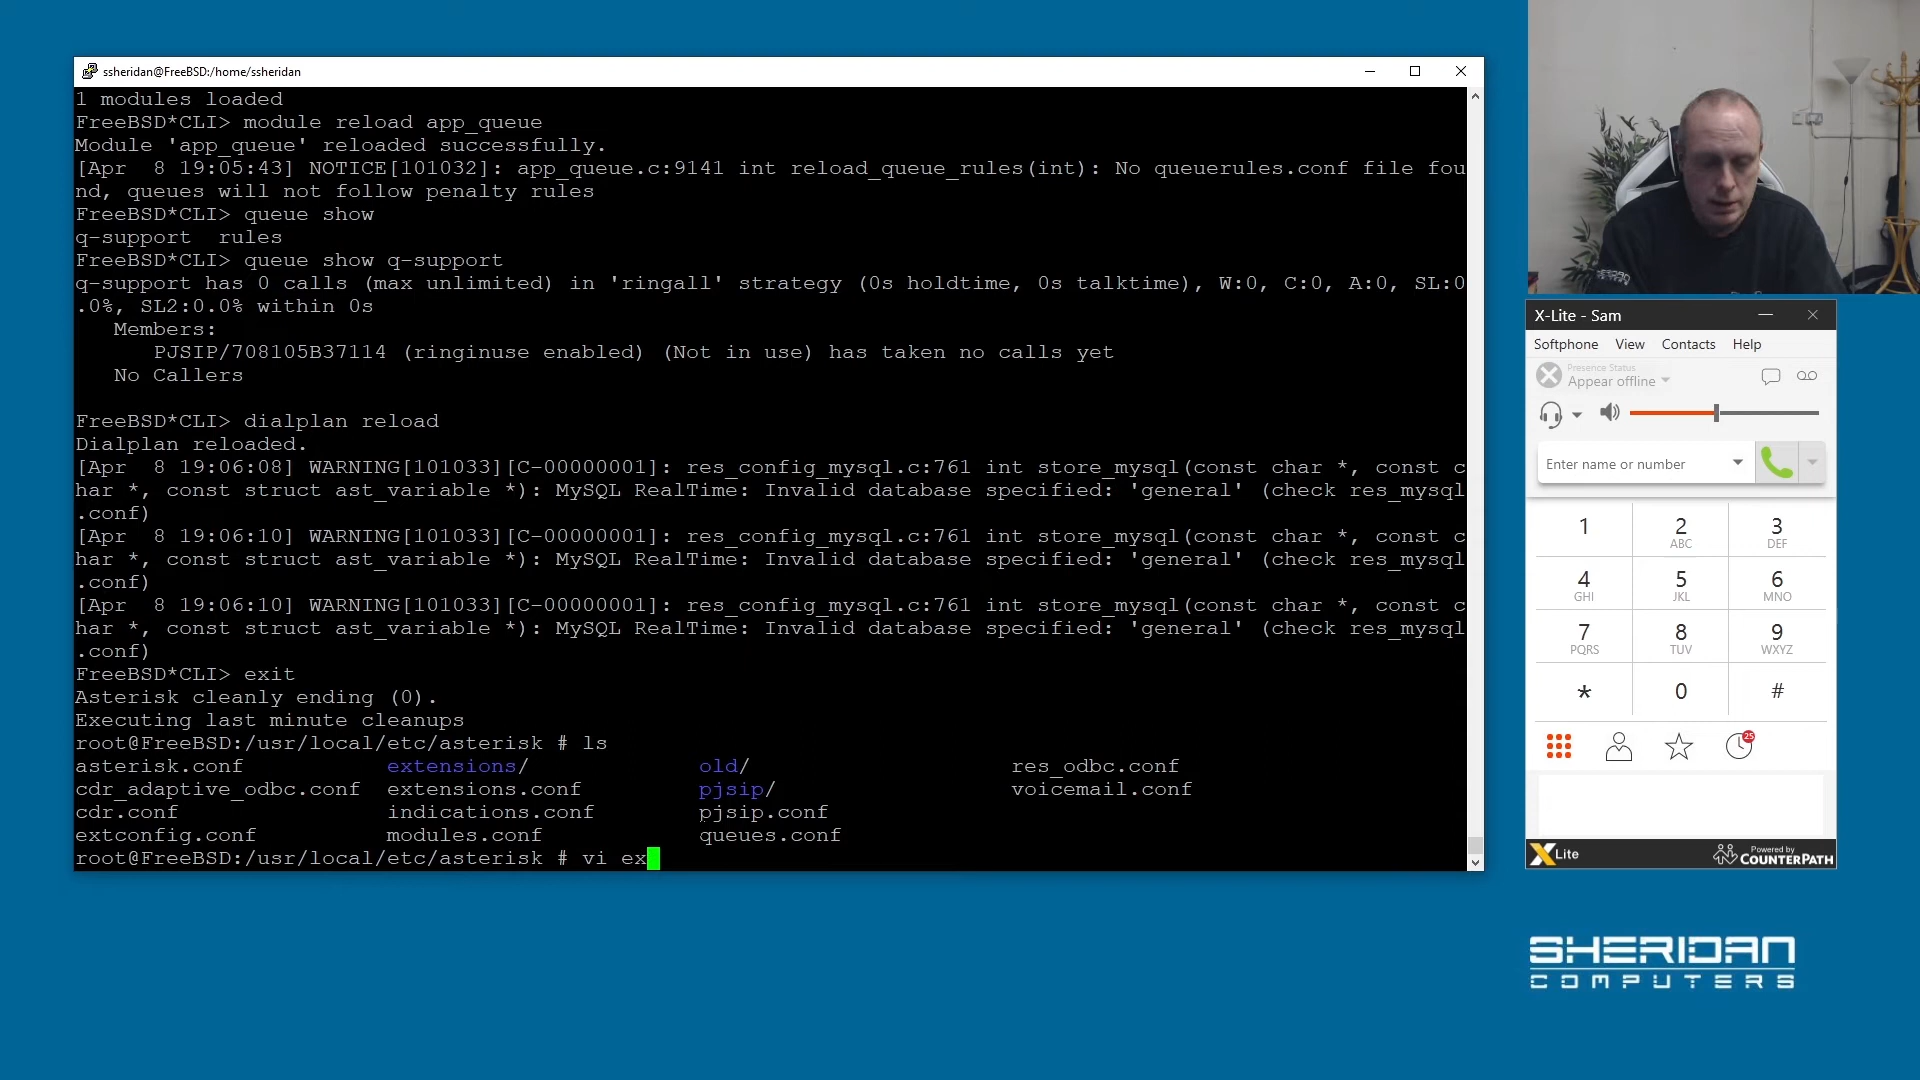 ssheridan@FreeBSD:/home/ssheridan
1 modules loaded
FreeBSD*CLI> module reload app_queue
Module 'app_queue' reloaded successfully.
[Apr  8 19:05:43] NOTICE[101032]: app_queue.c:9141 int reload_queue_rules(int): No queuerules.conf file fou
nd, queues will not follow penalty rules
FreeBSD*CLI> queue show
q-support  rules
FreeBSD*CLI> queue show q-support
q-support has 0 calls (max unlimited) in 'ringall' strategy (0s holdtime, 0s talktime), W:0, C:0, A:0, SL:0
.0%, SL2:0.0% within 0s
Members:
PJSIP/708105B37114 (ringinuse enabled) (Not in use) has taken no calls yet
No Callers
FreeBSD*CLI> dialplan reload
Dialplan reloaded.
[Apr  8 19:06:08] WARNING[101033][C-00000001]: res_config_mysql.c:761 int store_mysql(const char *, const c
har *, const struct ast_variable *): MySQL RealTime: Invalid database specified: 'general' (check res_mysql
.conf)
[Apr  8 19:06:10] WARNING[101033][C-00000001]: res_config_mysql.c:761 int store_mysql(const char *, const c
har *, const struct ast_variable *): MySQL RealTime: Invalid database specified: 'general' (check res_mysql
.conf)
[Apr  8 19:06:10] WARNING[101033][C-00000001]: res_config_mysql.c:761 int store_mysql(const char *, const c
har *, const struct ast_variable *): MySQL RealTime: Invalid database specified: 'general' (check res_mysql
.conf)
FreeBSD*CLI> exit
Asterisk cleanly ending (0).
Executing last minute cleanups
root@FreeBSD:/usr/local/etc/asterisk # ls
asterisk.conf extensions/ old/ res_odbc.conf
cdr_adaptive_odbc.conf extensions.conf pjsip/ voicemail.conf
cdr.conf indications.conf pjsip.conf
extconfig.conf modules.conf queues.conf
root@FreeBSD:/usr/local/etc/asterisk # vi ex
X-Lite - Sam
Softphone View Contacts Help
Presence Status
Appear offline
Enter name or number
1 2 3
ABC DEF
4 5 6
GHI JKL MNO
7 8 9
PQRS TUV WXYZ
* 0 #
25
X Lite
Powered by
COUNTERPATH
SHERIDAN
COMPUTERS